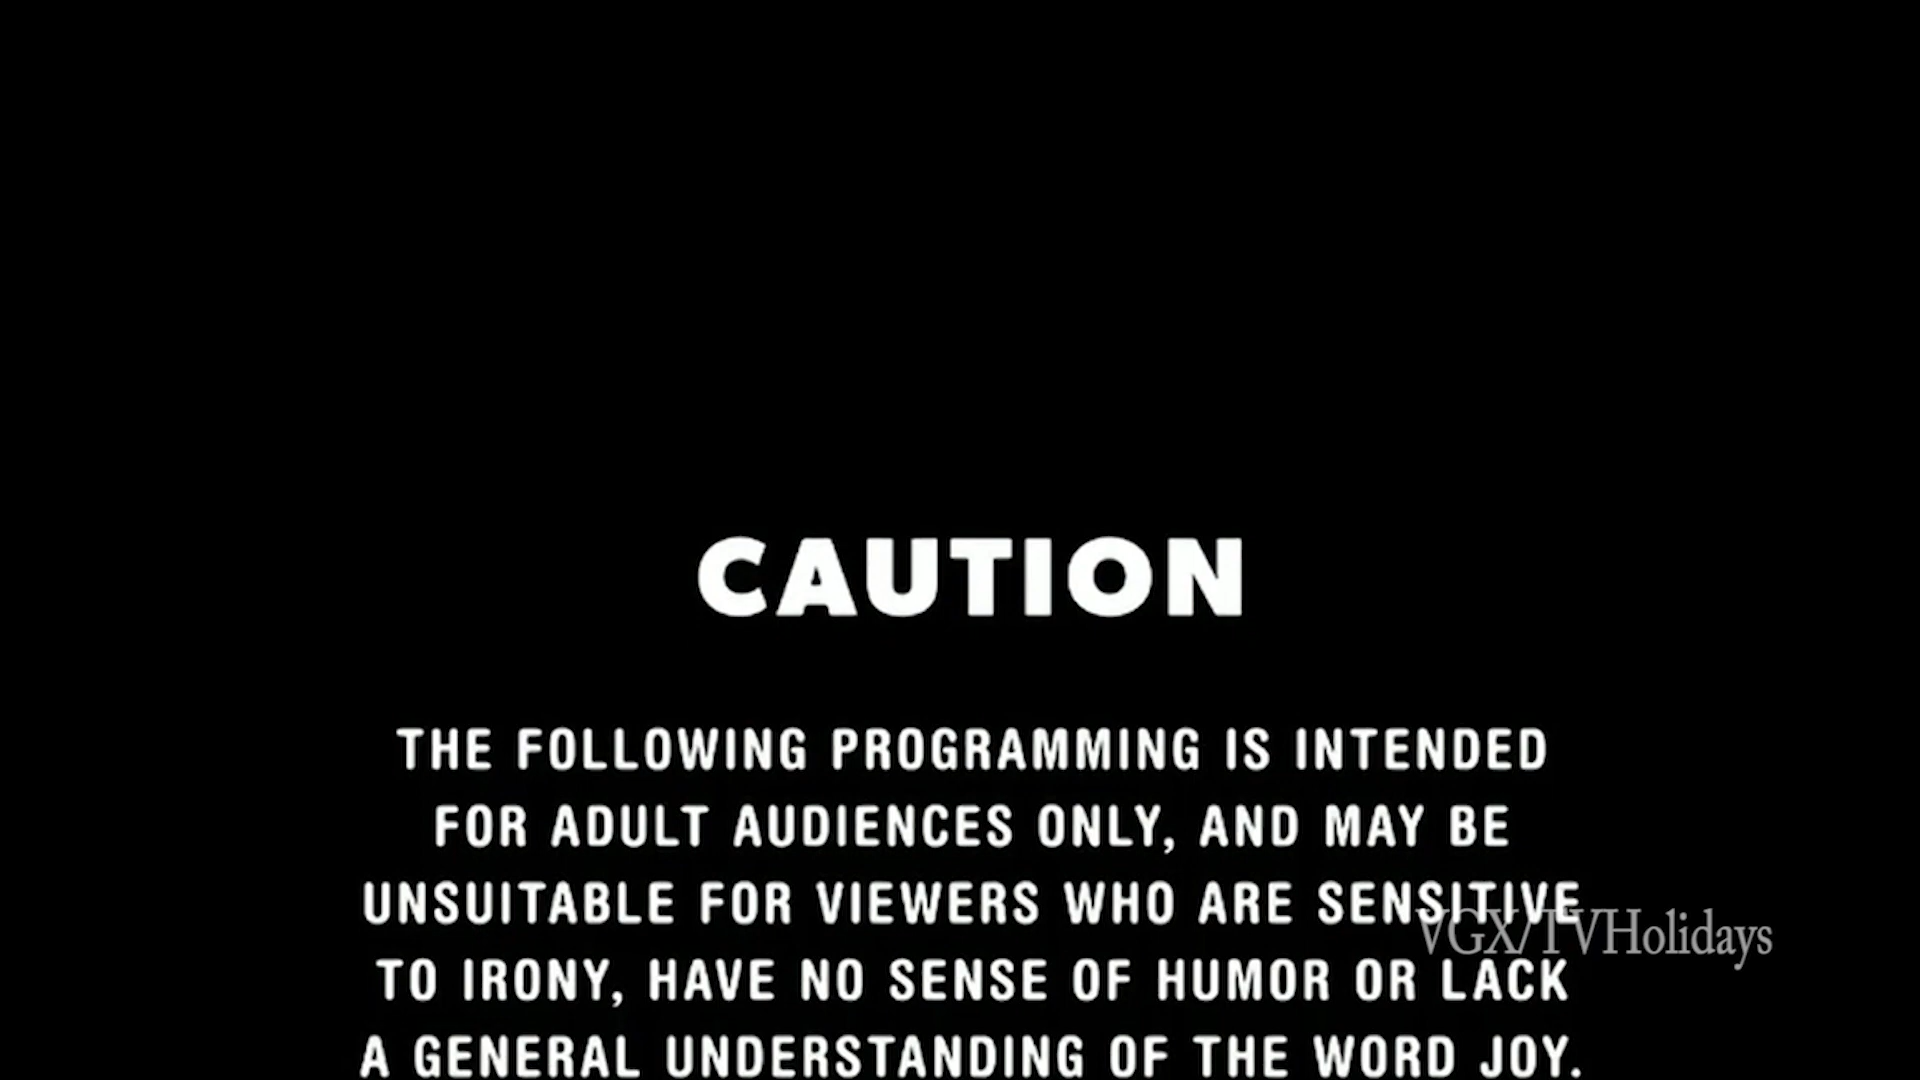 CAUTION
THE FOLLOWING PROGRAMMING IS INTENDED
FOR ADULT AUDIENCES ONLY, AND MAY BE
UNSUITABLE FOR VIEWERS WHO ARE SENSITIVE
VGX/TVHolidays
TO IRONY, HAVE NO SENSE OF HUMOR OR LACK
A GENERAL UNDERSTANDING OF THE WORD JOY.